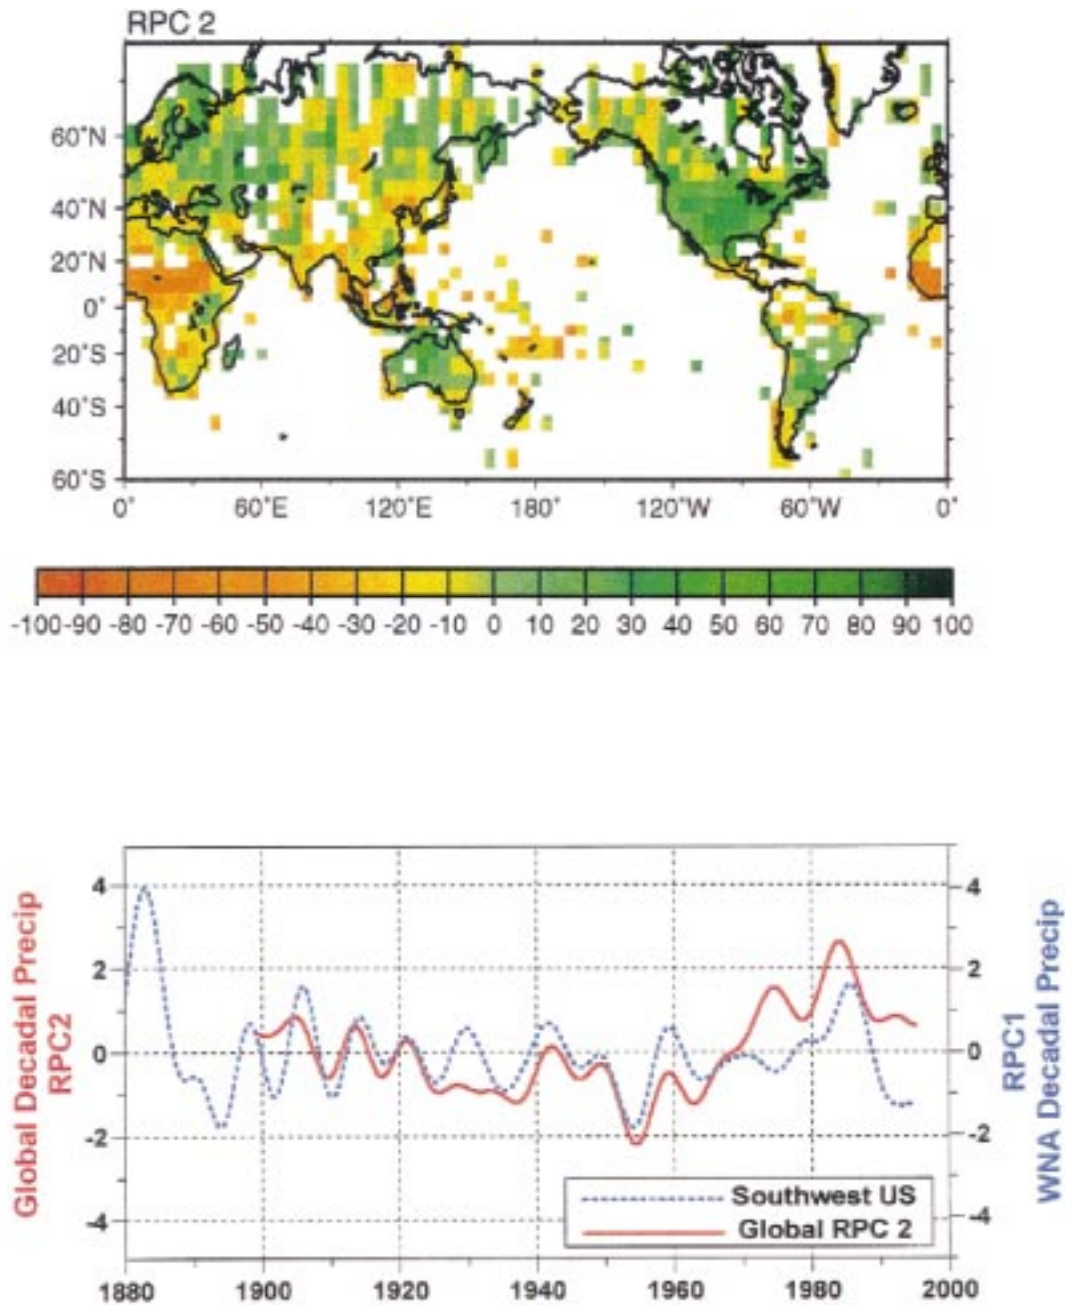 RPC 2
60°N
40°N
20°N
0°
20°S
40°S
60°S
0° 60°E 120°E 180° 120°W 60°W 0°
-100 -90 -80 -70 -60 -50 -40 -30 -20 -10 0 10 20 30 40 50 60 70 80 90 100
Global Decadal Precip
RPC2
4
2
0
-2
-4
4
2
0
-2
-4
RPC1
WNA Decadal Precip
Southwest US
Global RPC 2
1880 1900 1920 1940 1960 1980 2000